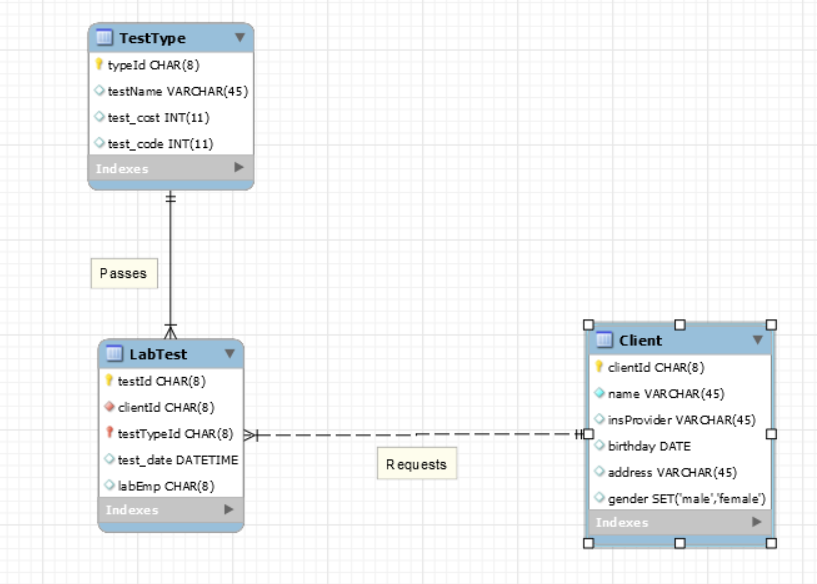 TestType
typeId CHAR(8)
testName VARCHAR(45)
test_cost INT(11)
test_code INT(11)
Indexes
Passes
LabTest
testId CHAR(8)
clientId CHAR(8)
testTypeId CHAR(8)
test_date DATETIME
labEmp CHAR(8)
Indexes
Requests
Client
clientId CHAR(8)
name VARCHAR(45)
insProvider VARCHAR(45)
birthday DATE
address VARCHAR(45)
gender SET('male','female')
Indexes